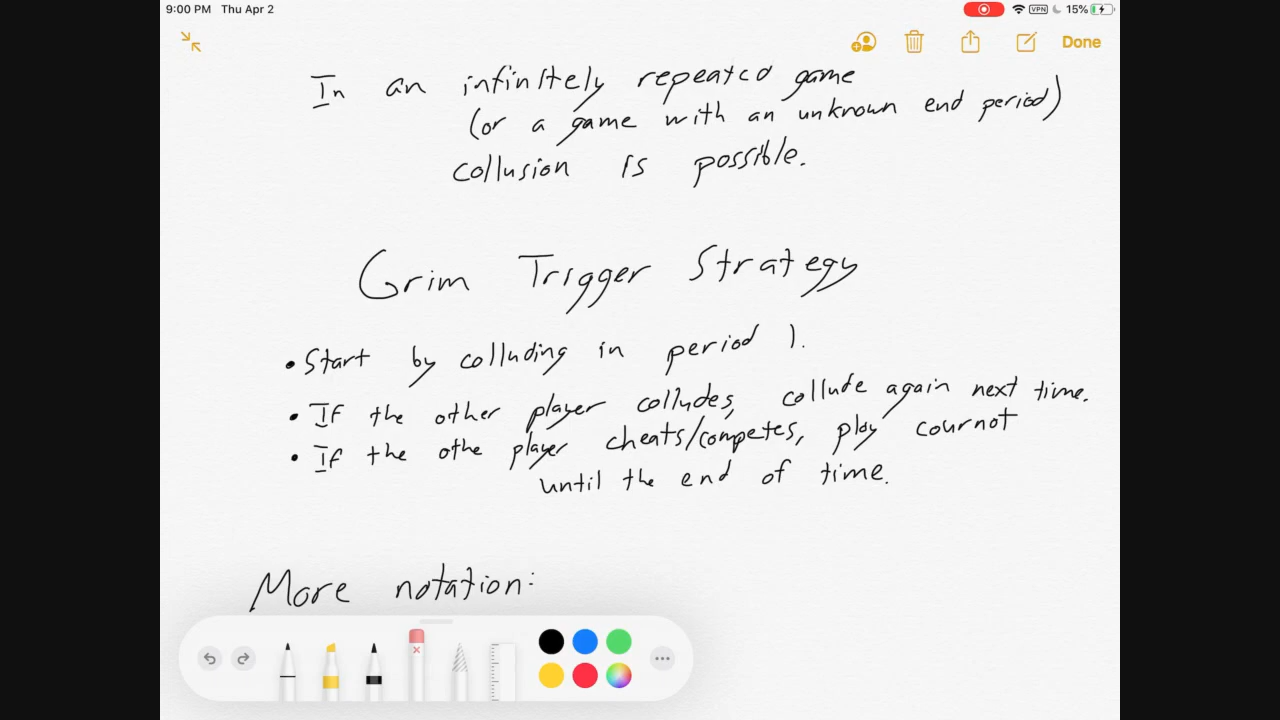 9:00 PM Thu Apr 2
VPN 15%
Done
In an infinitely repeated game
(or a game with an unknown end period)
collusion is possible.
Grim Trigger Strategy
• Start by colluding in period 1.
• If the other player colludes, collude again next time.
• If the othe player cheats/competes, play cournot
until the end of time.
More notation: